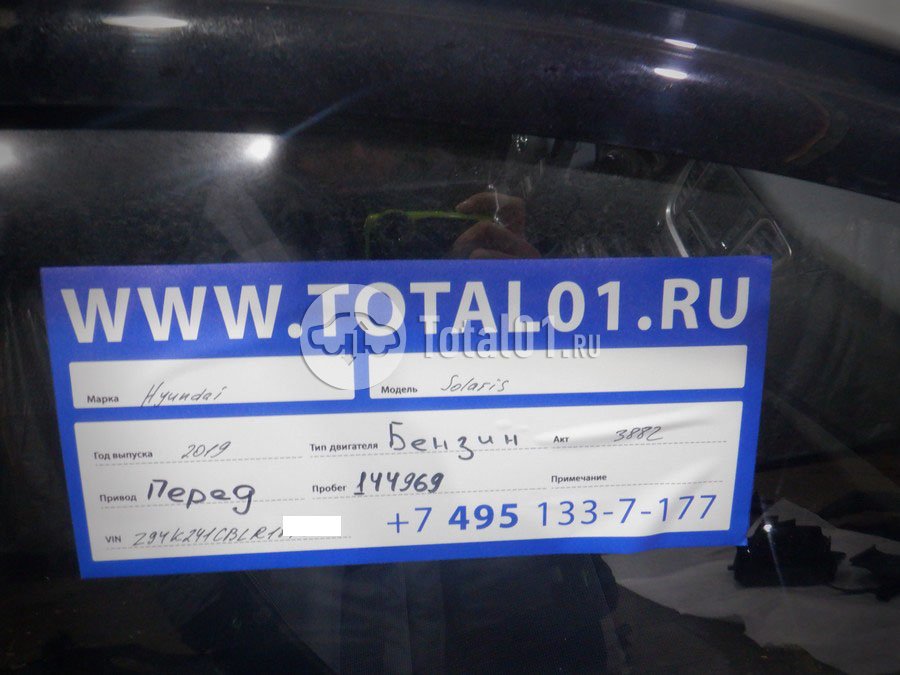 WWW.TOTAL01.RU
Total01.RU
Марка Hyundai Модель Solaris
Год выпуска 2019 Тип двигателя Бензин Акт 3882
Привод Перед Пробег 144969 Примечание
VIN Z94K241CBLR1 +7 495 133-7-177